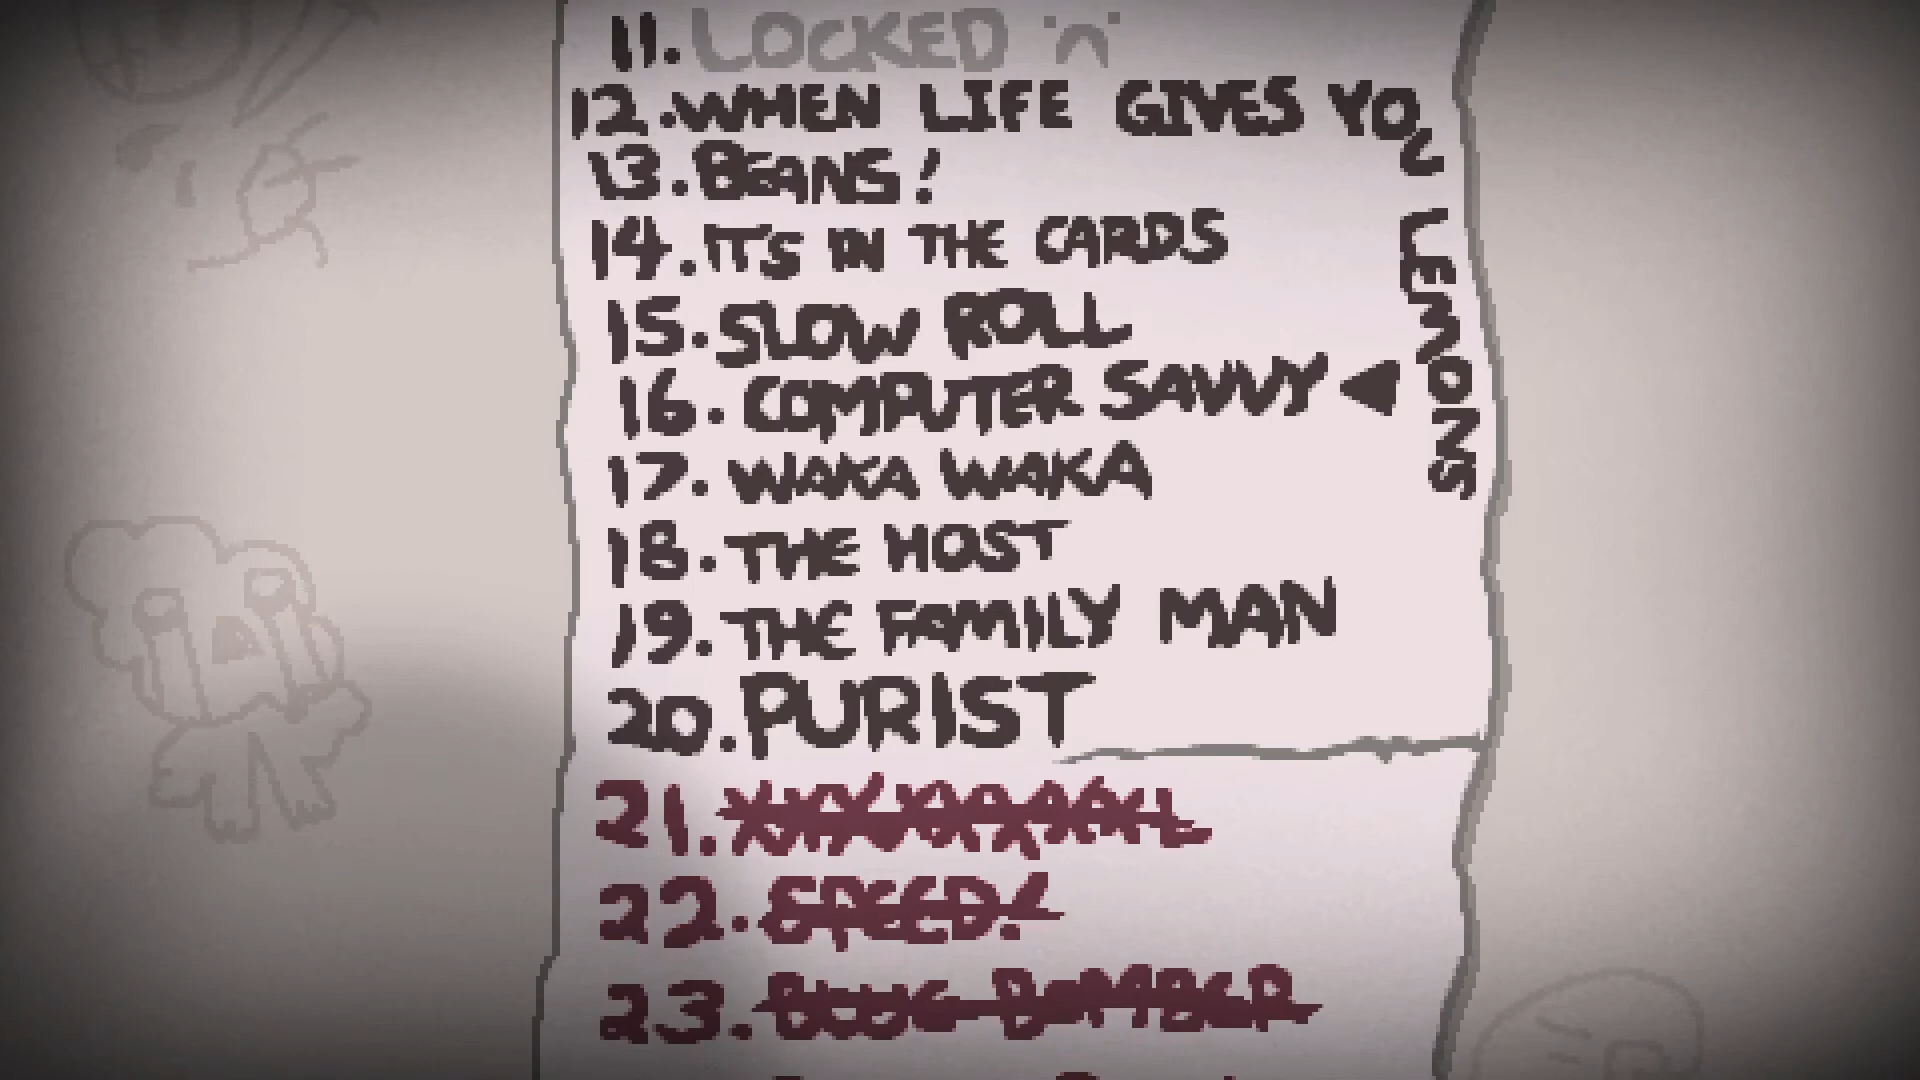 11. LOCKED
12. WHEN LIFE GIVES YOU LEMONS
13. BEANS!
14. IT'S IN THE CARDS
15. SLOW ROLL
16. COMPUTER SAVVY
17. WAKA WAKA
18. THE HOST
19. THE FAMILY MAN
20. PURIST
21.
22. SPEED!
23. BLUE BOMBER